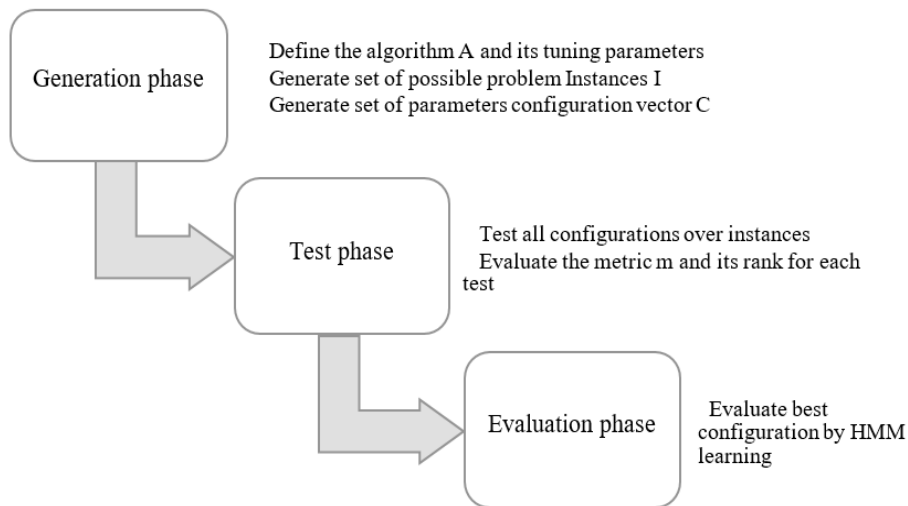 Generation phase
Define the algorithm A and its tuning parameters
Generate set of possible problem Instances I
Generate set of parameters configuration vector C
Test phase
Test all configurations over instances
Evaluate the metric m and its rank for each
test
Evaluation phase
Evaluate best
configuration by HMM
learning